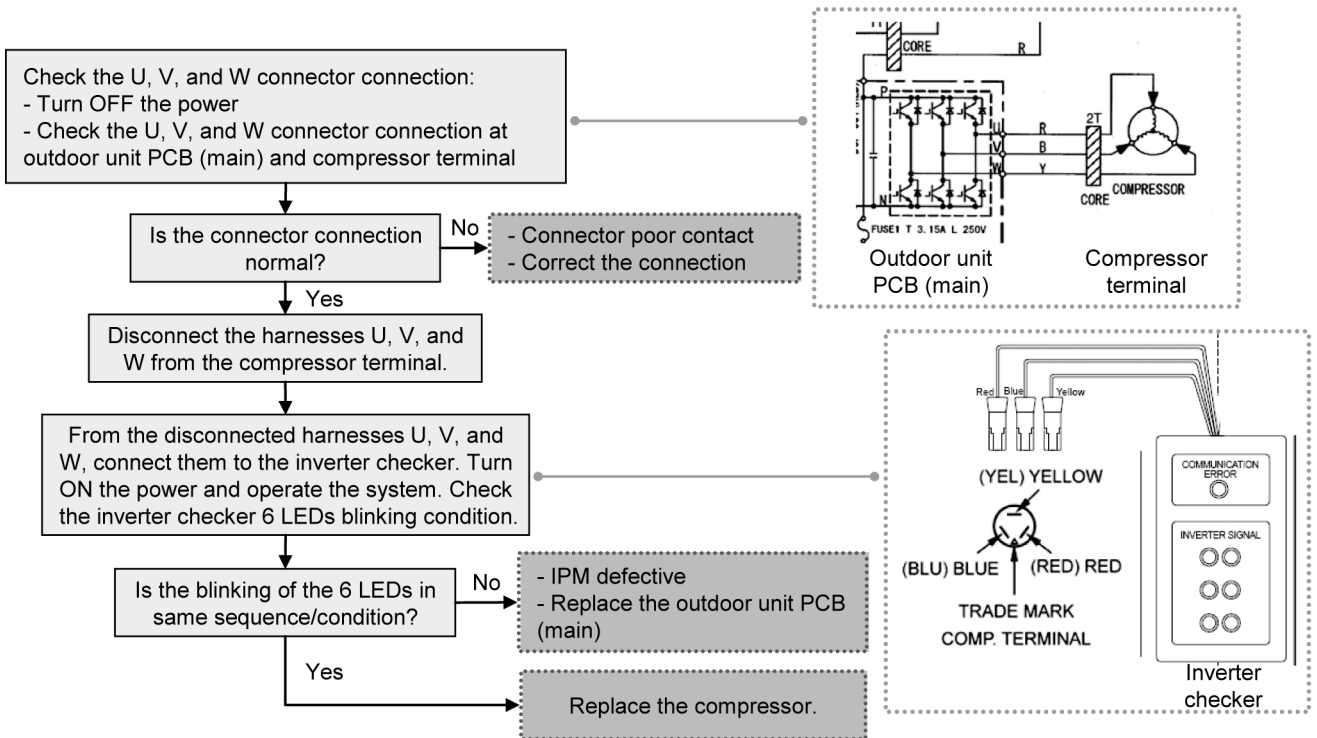 Check the U, V, and W connector connection:
- Turn OFF the power
- Check the U, V, and W connector connection at
outdoor unit PCB (main) and compressor terminal
Is the connector connection
normal?
No
- Connector poor contact
- Correct the connection
Yes
Disconnect the harnesses U, V, and
W from the compressor terminal.
From the disconnected harnesses U, V, and
W, connect them to the inverter checker. Turn
ON the power and operate the system. Check
the inverter checker 6 LEDs blinking condition.
Is the blinking of the 6 LEDs in
same sequence/condition?
No
- IPM defective
- Replace the outdoor unit PCB
(main)
Yes
Replace the compressor.
CORE
R
P
U
R
2T
V
B
W
Y
N
CORE
COMPRESSOR
FUSE1 T 3.15A L 250V
Outdoor unit
PCB (main)
Compressor
terminal
Red
Blue
Yellow
(YEL) YELLOW
(BLU) BLUE
(RED) RED
TRADE MARK
COMP. TERMINAL
COMMUNICATION
ERROR
INVERTER SIGNAL
Inverter
checker